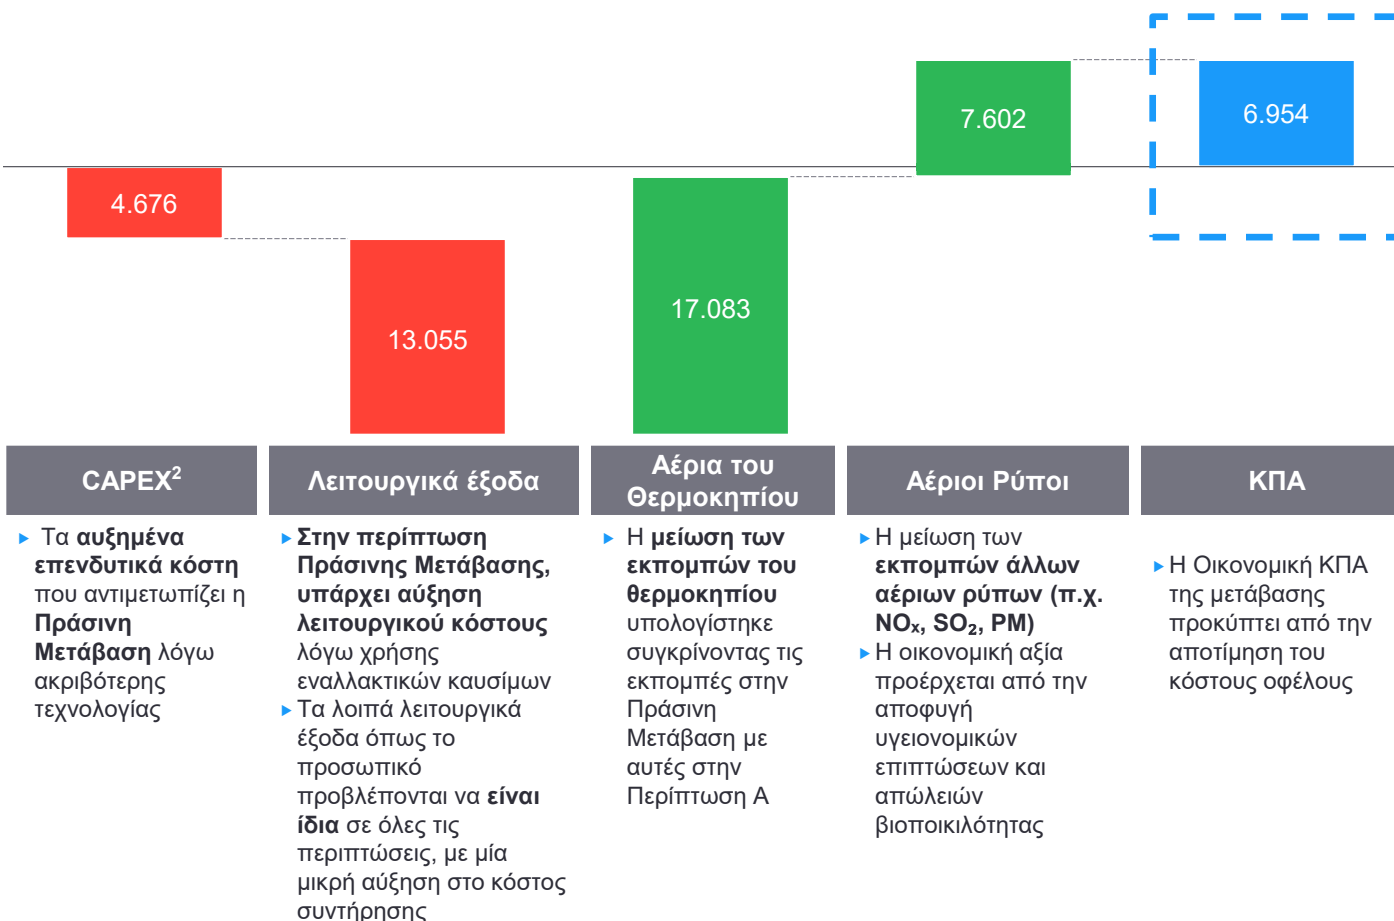 7.602
6.954
4.676
17.083
13.055
CAPEX²
Λειτουργικά έξοδα
Αέρια του
Θερμοκηπίου
Αέριοι Ρύποι
ΚΠΑ
▸ Τα αυξημένα
επενδυτικά κόστη
που αντιμετωπίζει η
Πράσινη
Μετάβαση λόγω
ακριβότερης
τεχνολογίας
▸ Στην περίπτωση
Πράσινης Μετάβασης,
υπάρχει αύξηση
λειτουργικού κόστους
λόγω χρήσης
εναλλακτικών καυσίμων
▸ Τα λοιπά λειτουργικά
έξοδα όπως το
προσωπικό
προβλέπονται να είναι
ίδια σε όλες τις
περιπτώσεις, με μία
μικρή αύξηση στο κόστος
συντήρησης
▸ Η μείωση των
εκπομπών του
θερμοκηπίου
υπολογίστηκε
συγκρίνοντας τις
εκπομπές στην
Πράσινη
Μετάβαση με
αυτές στην
Περίπτωση Α
▸ Η μείωση των
εκπομπών άλλων
αέριων ρύπων (π.χ.
NOₓ, SO₂, PM)
▸ Η οικονομική αξία
προέρχεται από την
αποφυγή
υγειονομικών
επιπτώσεων και
απώλειών
βιοποικιλότητας
▸ Η Οικονομική ΚΠΑ
της μετάβασης
προκύπτει από την
αποτίμηση του
κόστους οφέλους